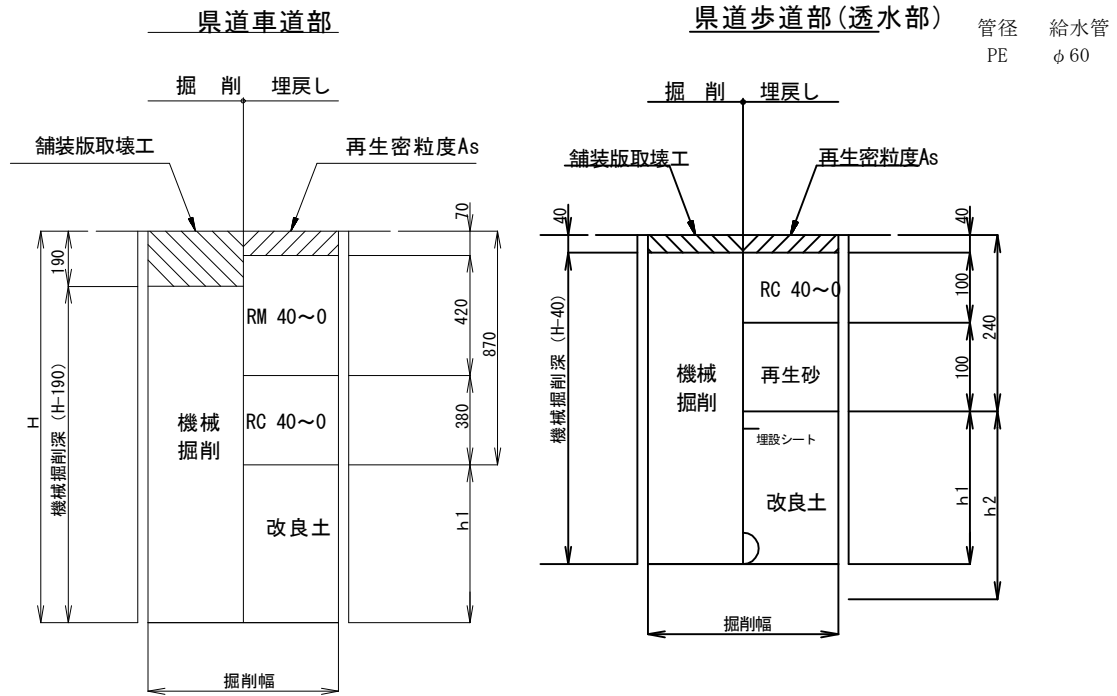 県道車道部
掘 削 埋戻し
舗装版取壊工
再生密粒度As
70
190
420
870
380
h1
H
機械掘削深 (H-190)
RM 40～0
RC 40～0
機械
掘削
改良土
掘削幅
県道歩道部(透水部)
管径 給水管
PE φ60
掘 削 埋戻し
舗装版取壊工
再生密粒度As
40
40
100
240
100
h1
h2
機械掘削深 (H-40)
RC 40～0
再生砂
機械
掘削
埋設シート
改良土
掘削幅